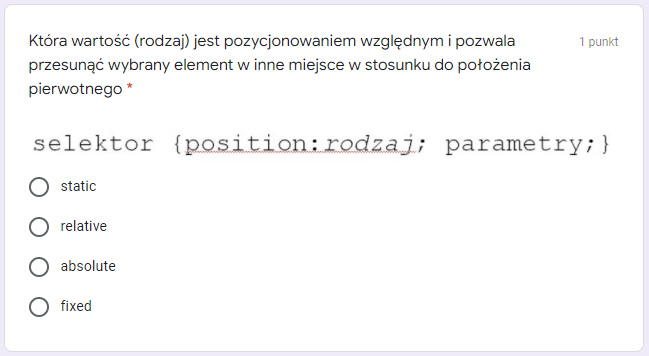 Która wartość (rodzaj) jest pozycjonowaniem względnym i pozwala
1 punkt
przesunąć wybrany element w inne miejsce w stosunku do położenia
pierwotnego *
selektor {position:rodzaj; parametry;}
static
relative
absolute
fixed